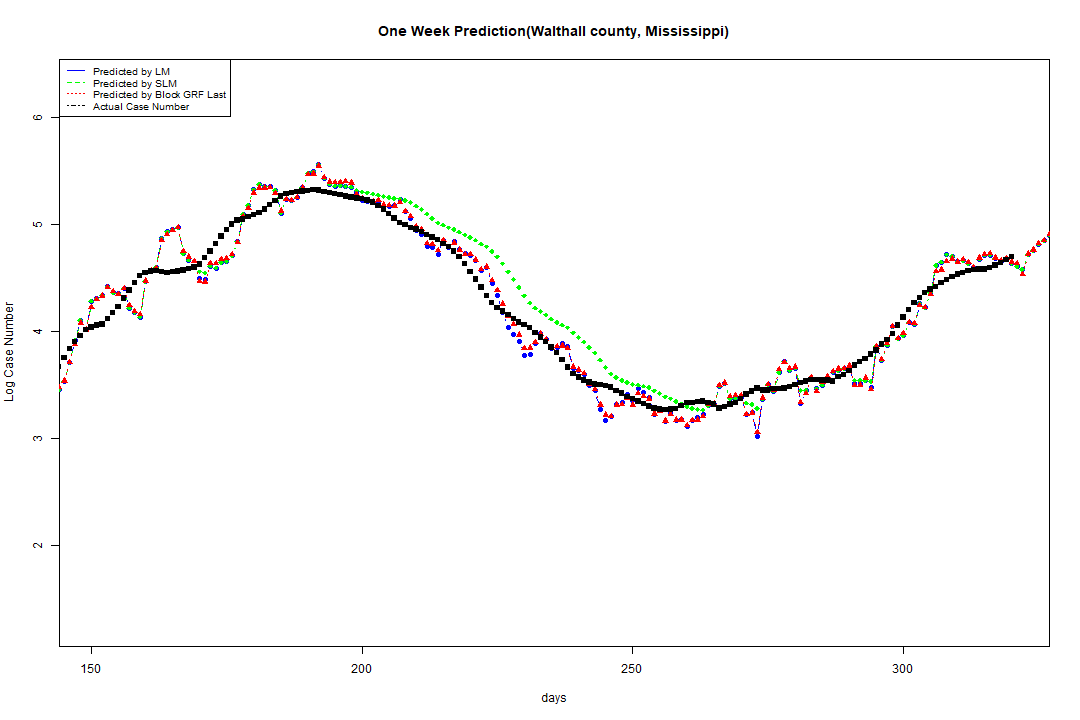 One Week Prediction(Walthall county, Mississippi)
Predicted by LM
Predicted by SLM
Predicted by Block GRF Last
Actual Case Number
6
5
4
3
2
Log Case Number
150 200 250 300
days